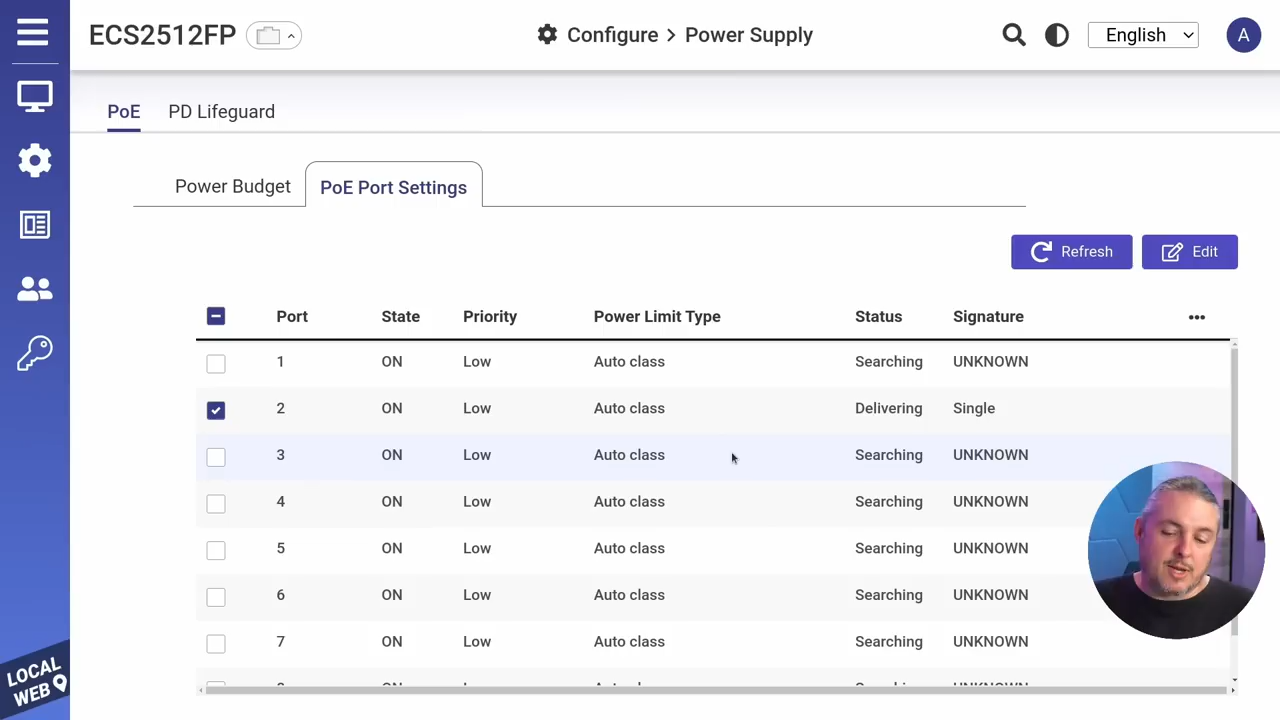 ECS2512FP
Configure > Power Supply
English
A
PoE PD Lifeguard
Power Budget PoE Port Settings
Refresh Edit
Port State Priority Power Limit Type Status Signature •••
1 ON Low Auto class Searching UNKNOWN
2 ON Low Auto class Delivering Single
3 ON Low Auto class Searching UNKNOWN
4 ON Low Auto class Searching UNKNOWN
5 ON Low Auto class Searching UNKNOWN
6 ON Low Auto class Searching UNKNOWN
7 ON Low Auto class Searching UNKNOWN
LOCAL
WEB